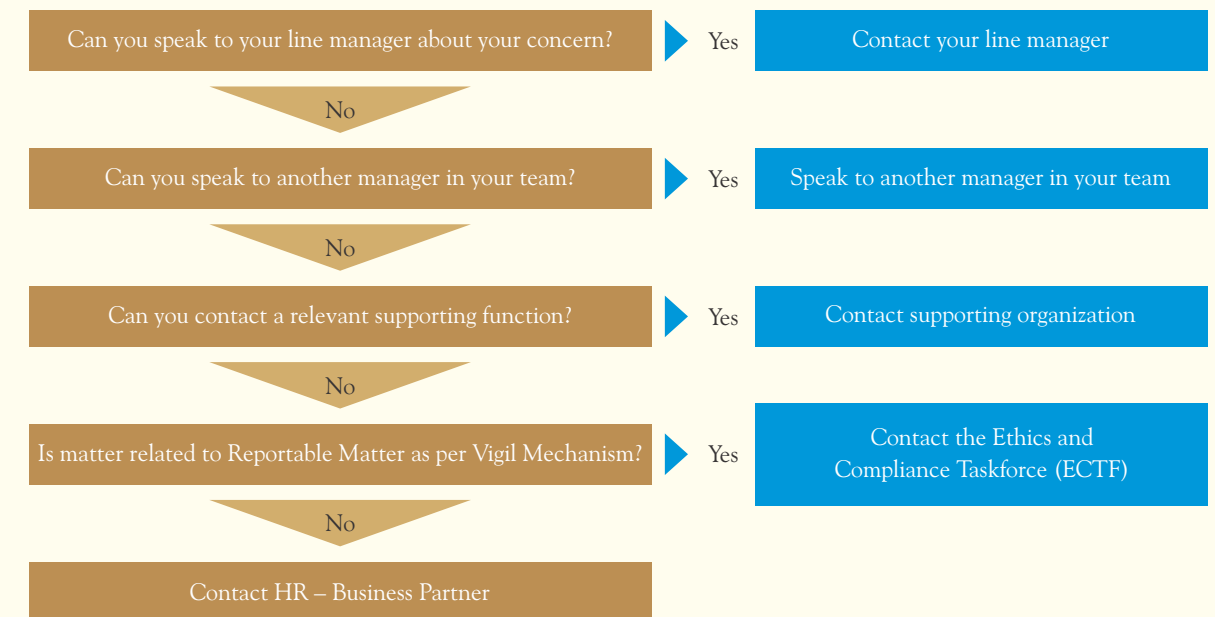 Can you speak to your line manager about your concern?
Yes
Contact your line manager
No
Can you speak to another manager in your team?
Yes
Speak to another manager in your team
No
Can you contact a relevant supporting function?
Yes
Contact supporting organization
No
Is matter related to Reportable Matter as per Vigil Mechanism?
Yes
Contact the Ethics and
Compliance Taskforce (ECTF)
No
Contact HR – Business Partner